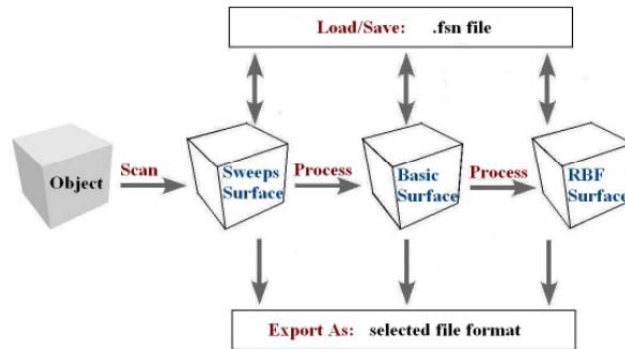 Load/Save: .fsn file
Object
Scan
Sweeps
Surface
Process
Basic
Surface
Process
RBF
Surface
Export As: selected file format